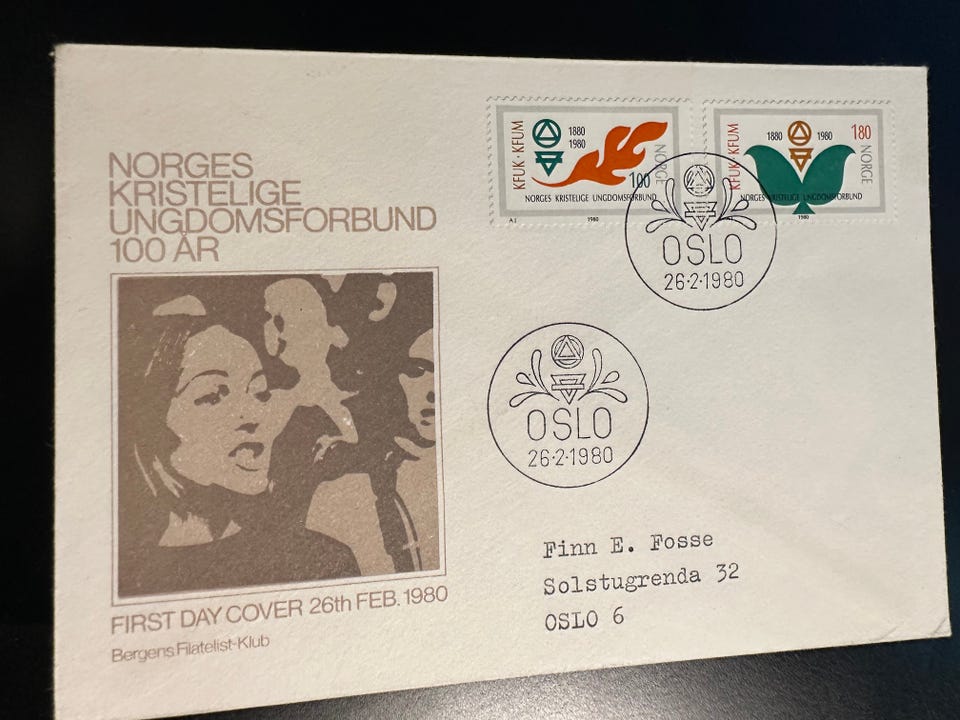 NORGES
KRISTELIGE
UNGDOMSFORBUND
100 ÅR
FIRST DAY COVER 26th FEB. 1980
Bergens Filatelist-Klub
KFUK·KFUM
1880
1980
100
NORGE
NORGES KRISTELIGE UNGDOMSFORBUND
A.J.
1980
KFUK·KFUM
1880 1980
180
NORGE
NORGES KRISTELIGE UNGDOMSFORBUND
1980
OSLO
26·2·1980
OSLO
26·2·1980
Finn E. Fosse
Solstugrenda 32
OSLO 6